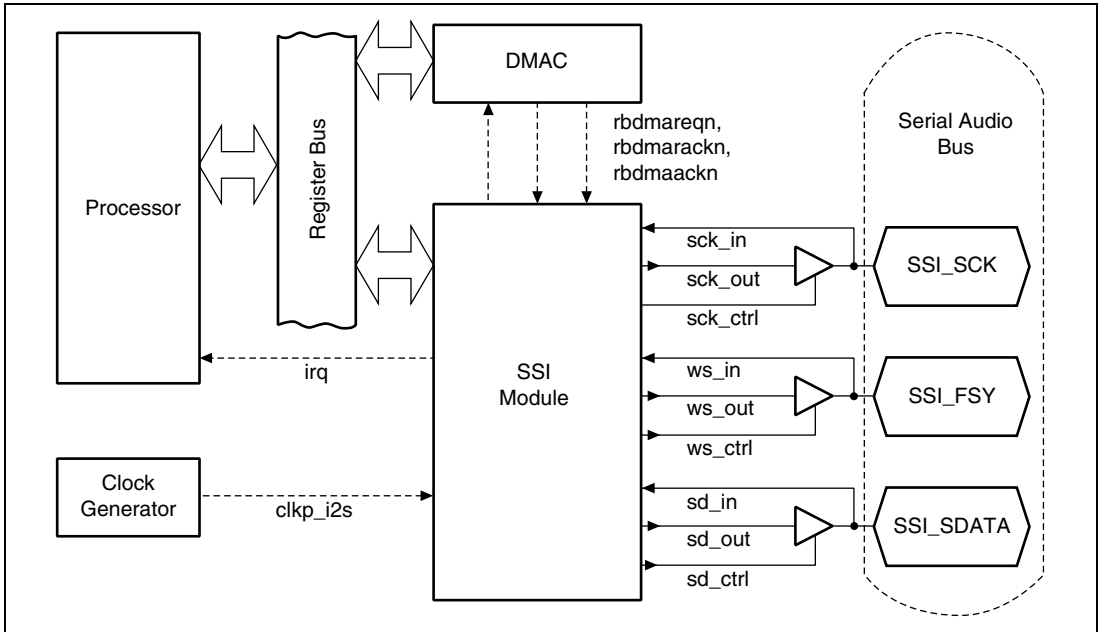 Processor
Register Bus
DMAC
rbdmareqn,
rbdmarackn,
rbdmaackn
Serial Audio
Bus
sck_in
sck_out
sck_ctrl
SSI_SCK
irq
SSI
Module
ws_in
ws_out
ws_ctrl
SSI_FSY
Clock
Generator
clkp_i2s
sd_in
sd_out
sd_ctrl
SSI_SDATA